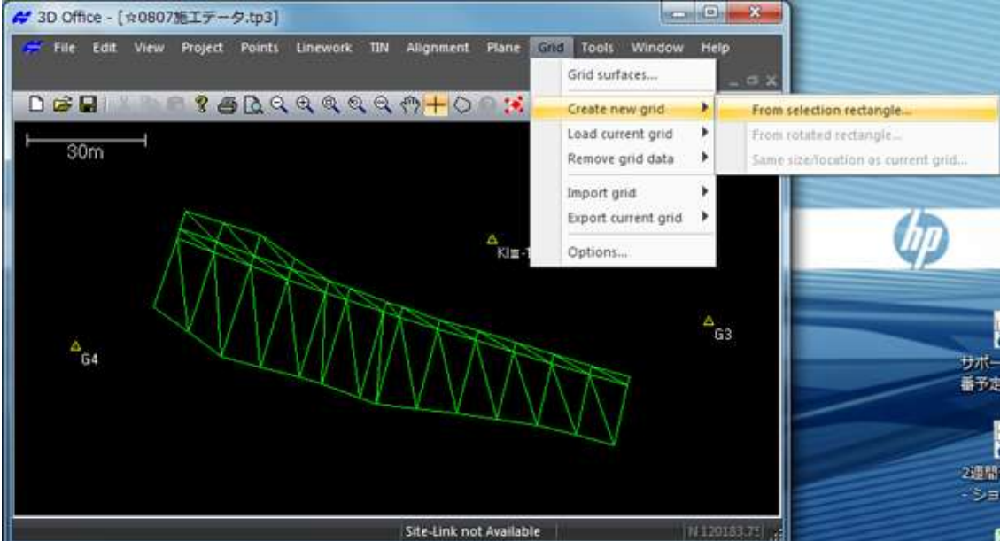 3D Office - [☆0807施工データ.tp3]
File Edit View Project Points Linework TIN Alignment Plane Grid Tools Window Help
Grid surfaces...
Create new grid
From selection rectangle...
Load current grid
From rotated rectangle...
Remove grid data
Same size/location as current grid...
Import grid
Export current grid
Options...
30m
hp
G3
G4
サポー
番予定
2週間
- ショ
Site-Link not Available
N 120183.75